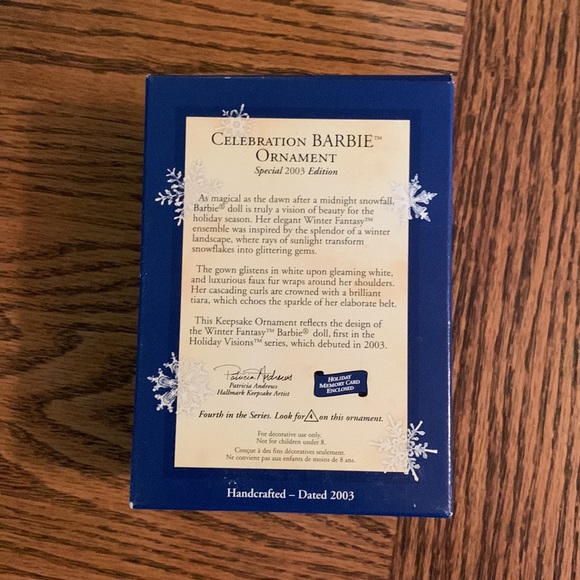 CELEBRATION BARBIE™
ORNAMENT
Special 2003 Edition
As magical as the dawn after a midnight snowfall,
Barbie® doll is truly a vision of beauty for the
holiday season. Her elegant Winter Fantasy™
ensemble was inspired by the splendor of a winter
landscape, where rays of sunlight transform
snowflakes into glittering gems.
The gown glistens in white upon gleaming white,
and luxurious faux fur wraps around her shoulders.
Her cascading curls are crowned with a brilliant
tiara, which echoes the sparkle of her elaborate belt.
This Keepsake Ornament reflects the design of
the Winter Fantasy™ Barbie® doll, first in the
Holiday Visions™ series, which debuted in 2003.
Patricia Andrews
Patricia Andrews
Hallmark Keepsake Artist
HOLIDAY
MEMORY CARD
ENCLOSED
Fourth in the Series. Look for 4 on this ornament.
For decorative use only.
Not for children under 8.
Conçue à des fins décoratives seulement.
Ne convient pas aux enfants de moins de 8 ans.
Handcrafted – Dated 2003